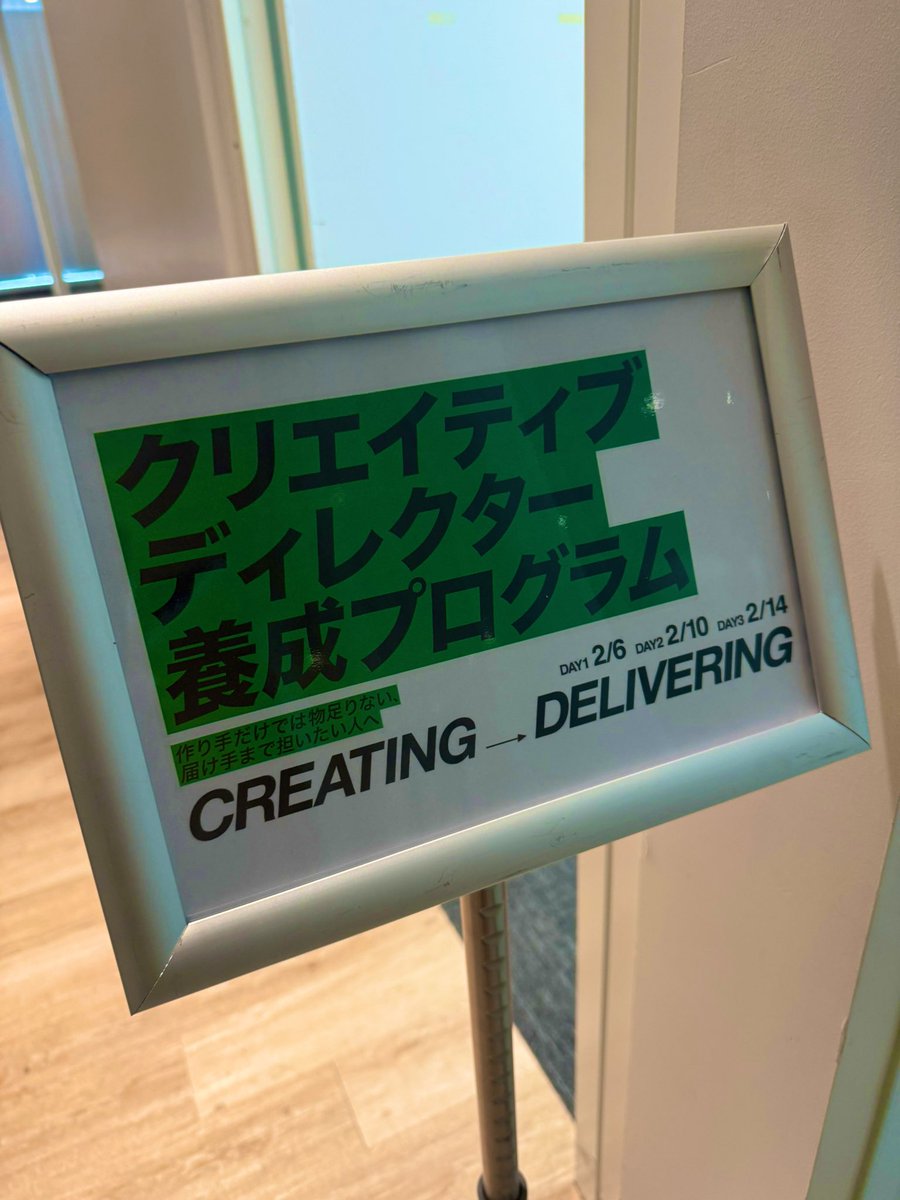 クリエイティブ
ディレクター
養成プログラム
作り手だけでは物足りない、
届け手まで担いたい人へ
DAY1 2/6 DAY2 2/10 DAY3 2/14
CREATING → DELIVERING